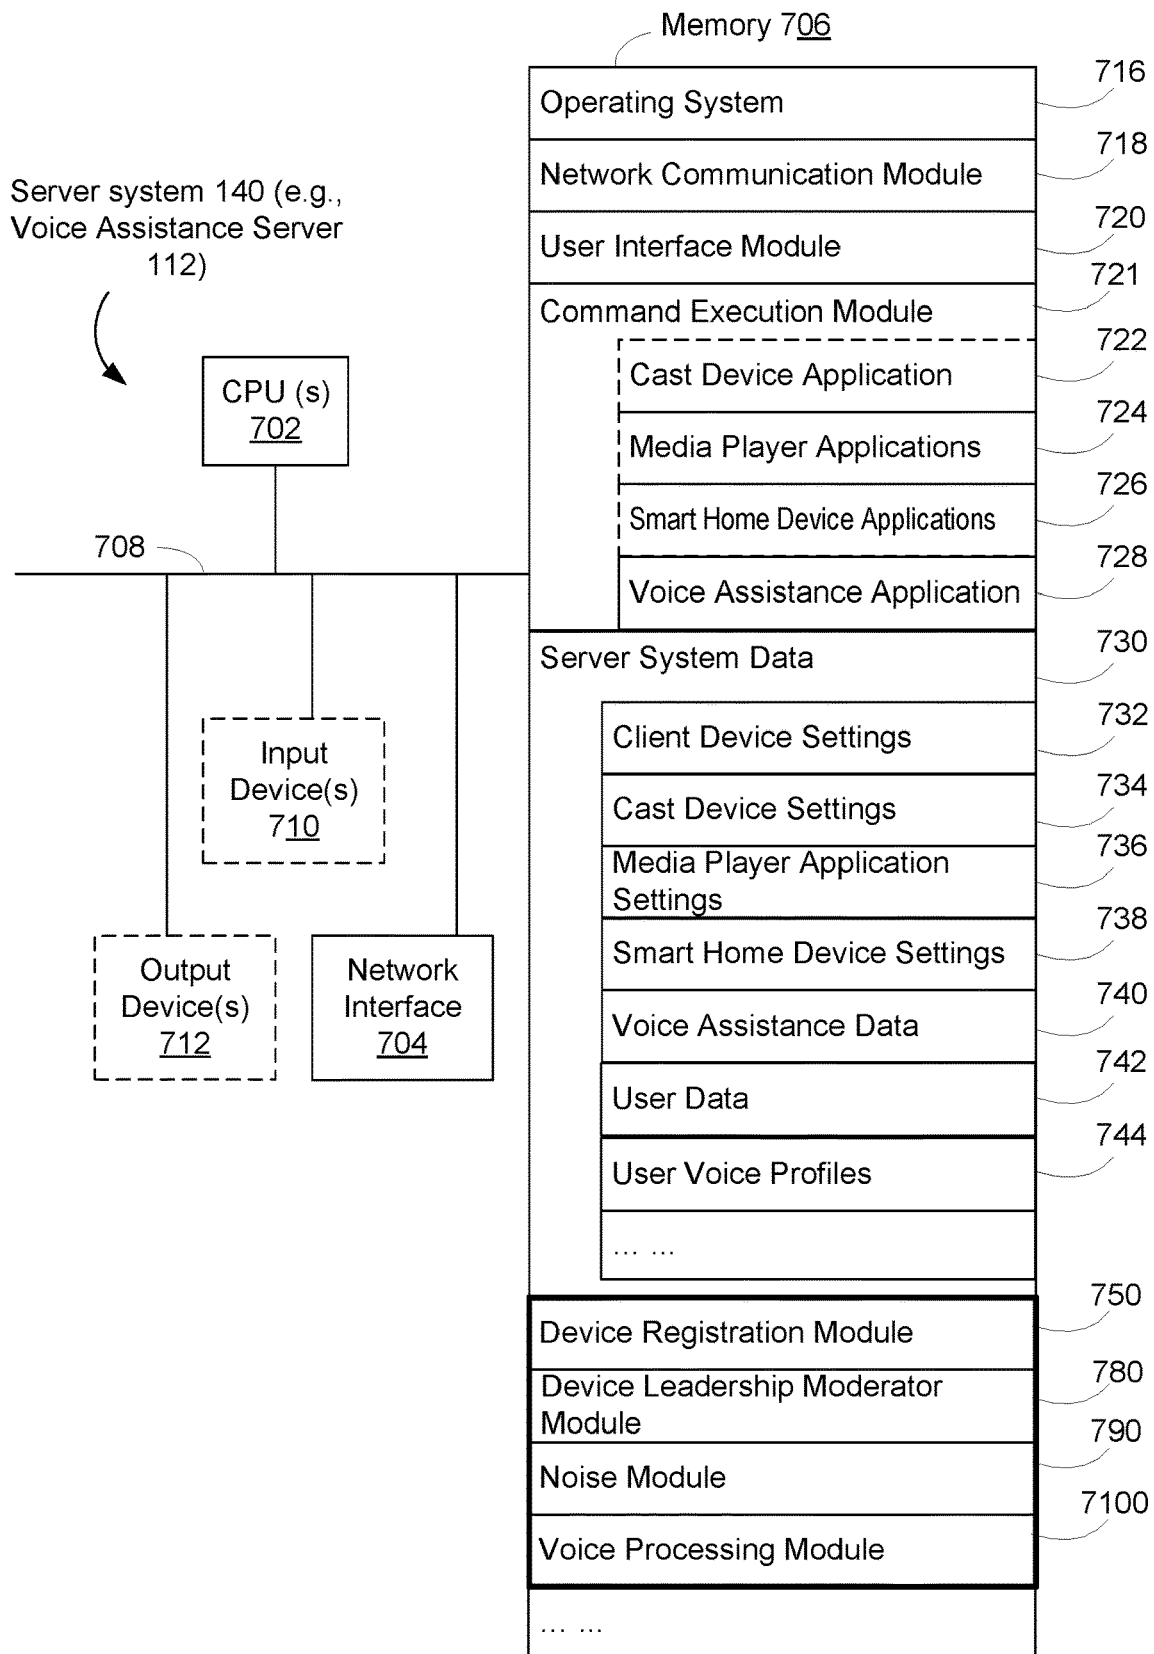 Memory 706
716
Operating System
718
Network Communication Module
720
User Interface Module
721
Command Execution Module
722
Cast Device Application
724
Media Player Applications
726
Smart Home Device Applications
728
Voice Assistance Application
730
Server System Data
732
Client Device Settings
734
Cast Device Settings
736
Media Player Application
Settings
738
Smart Home Device Settings
740
Voice Assistance Data
742
User Data
744
User Voice Profiles
... ...
750
Device Registration Module
780
Device Leadership Moderator
Module
790
Noise Module
7100
Voice Processing Module
... ...
Server system 140 (e.g.,
Voice Assistance Server
112)
CPU (s)
702
708
Input
Device(s)
710
Output
Device(s)
712
Network
Interface
704